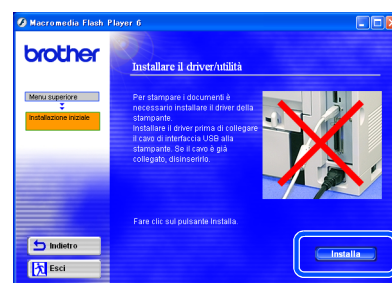 Macromedia Flash Player 6
brother
Installare il driver/utilità
Menu superiore
Installazione iniziale
Per stampare i documenti è
necessario installare il driver della
stampante.
Installare il driver prima di collegare
il cavo di interfaccia USB alla
stampante. Se il cavo è già
collegato, disinserirlo.
Fare clic sul pulsante Installa.
Indietro
Esci
Installa